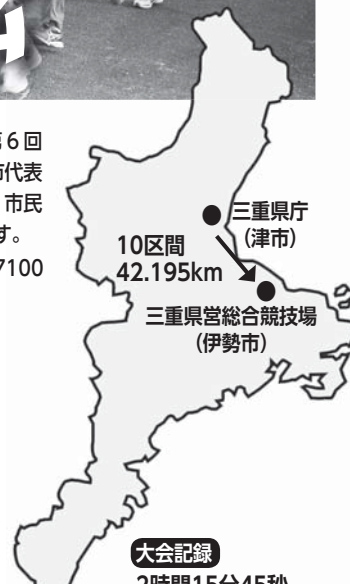 第6回
市代表
市民
す。
7100
三重県庁
(津市)
10区間
42.195km
三重県営総合競技場
(伊勢市)
大会記録
2時間15分45秒